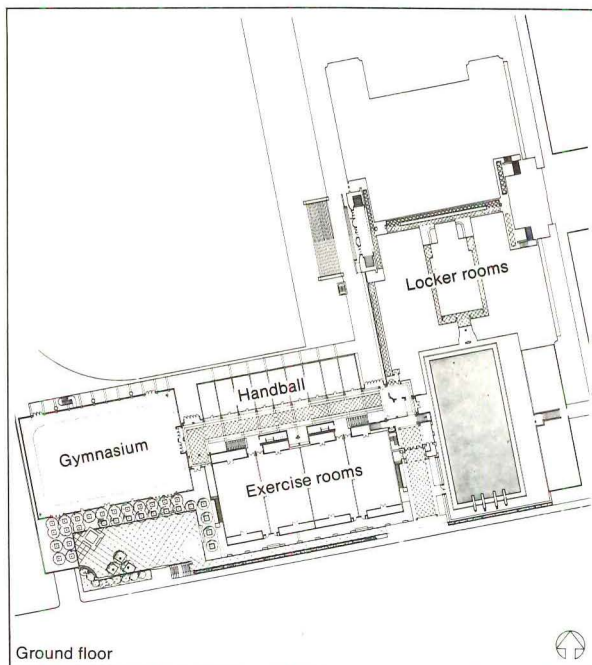 Locker rooms
Handball
Gymnasium
Exercise rooms
Ground floor